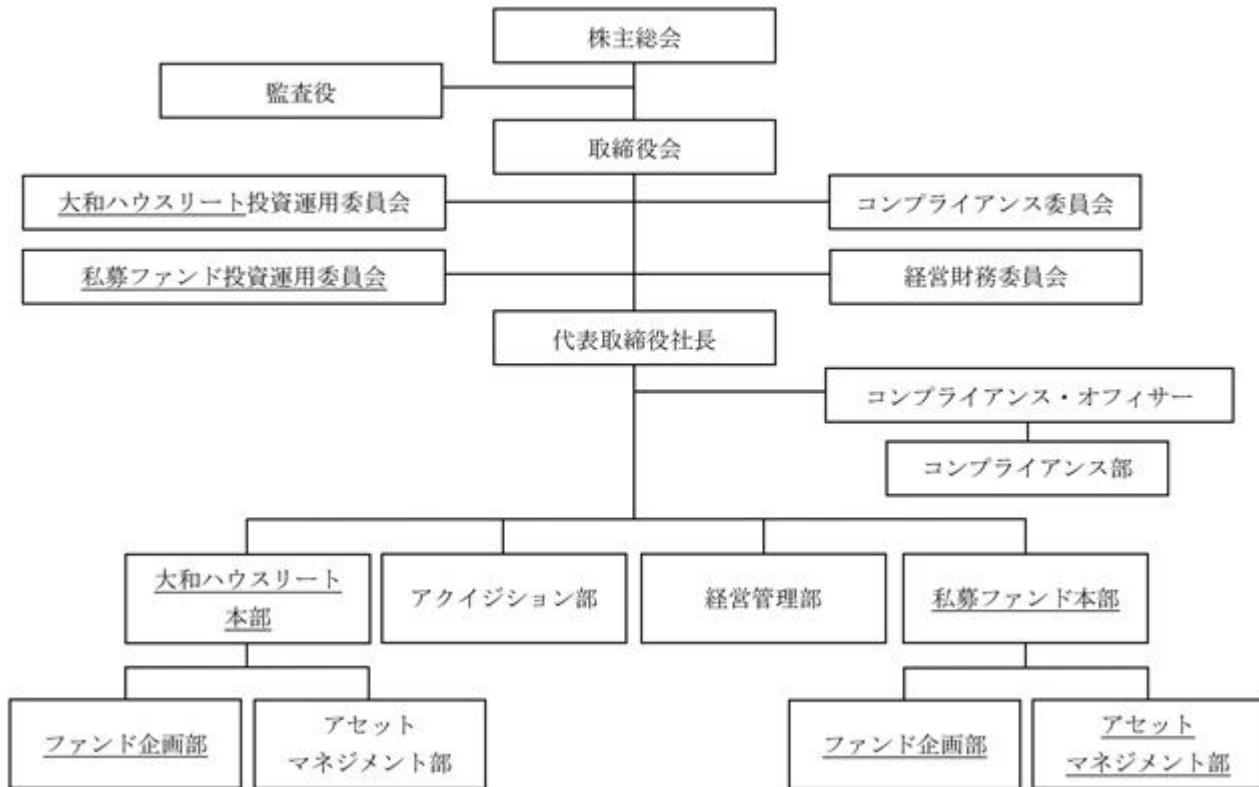 株主総会
監査役
取締役会
大和ハウスリート投資運用委員会
コンプライアンス委員会
私募ファンド投資運用委員会
経営財務委員会
代表取締役社長
コンプライアンス・オフィサー
コンプライアンス部
大和ハウスリート
本部
アクイジション部
経営管理部
私募ファンド本部
ファンド企画部
アセット
マネジメント部
ファンド企画部
アセット
マネジメント部